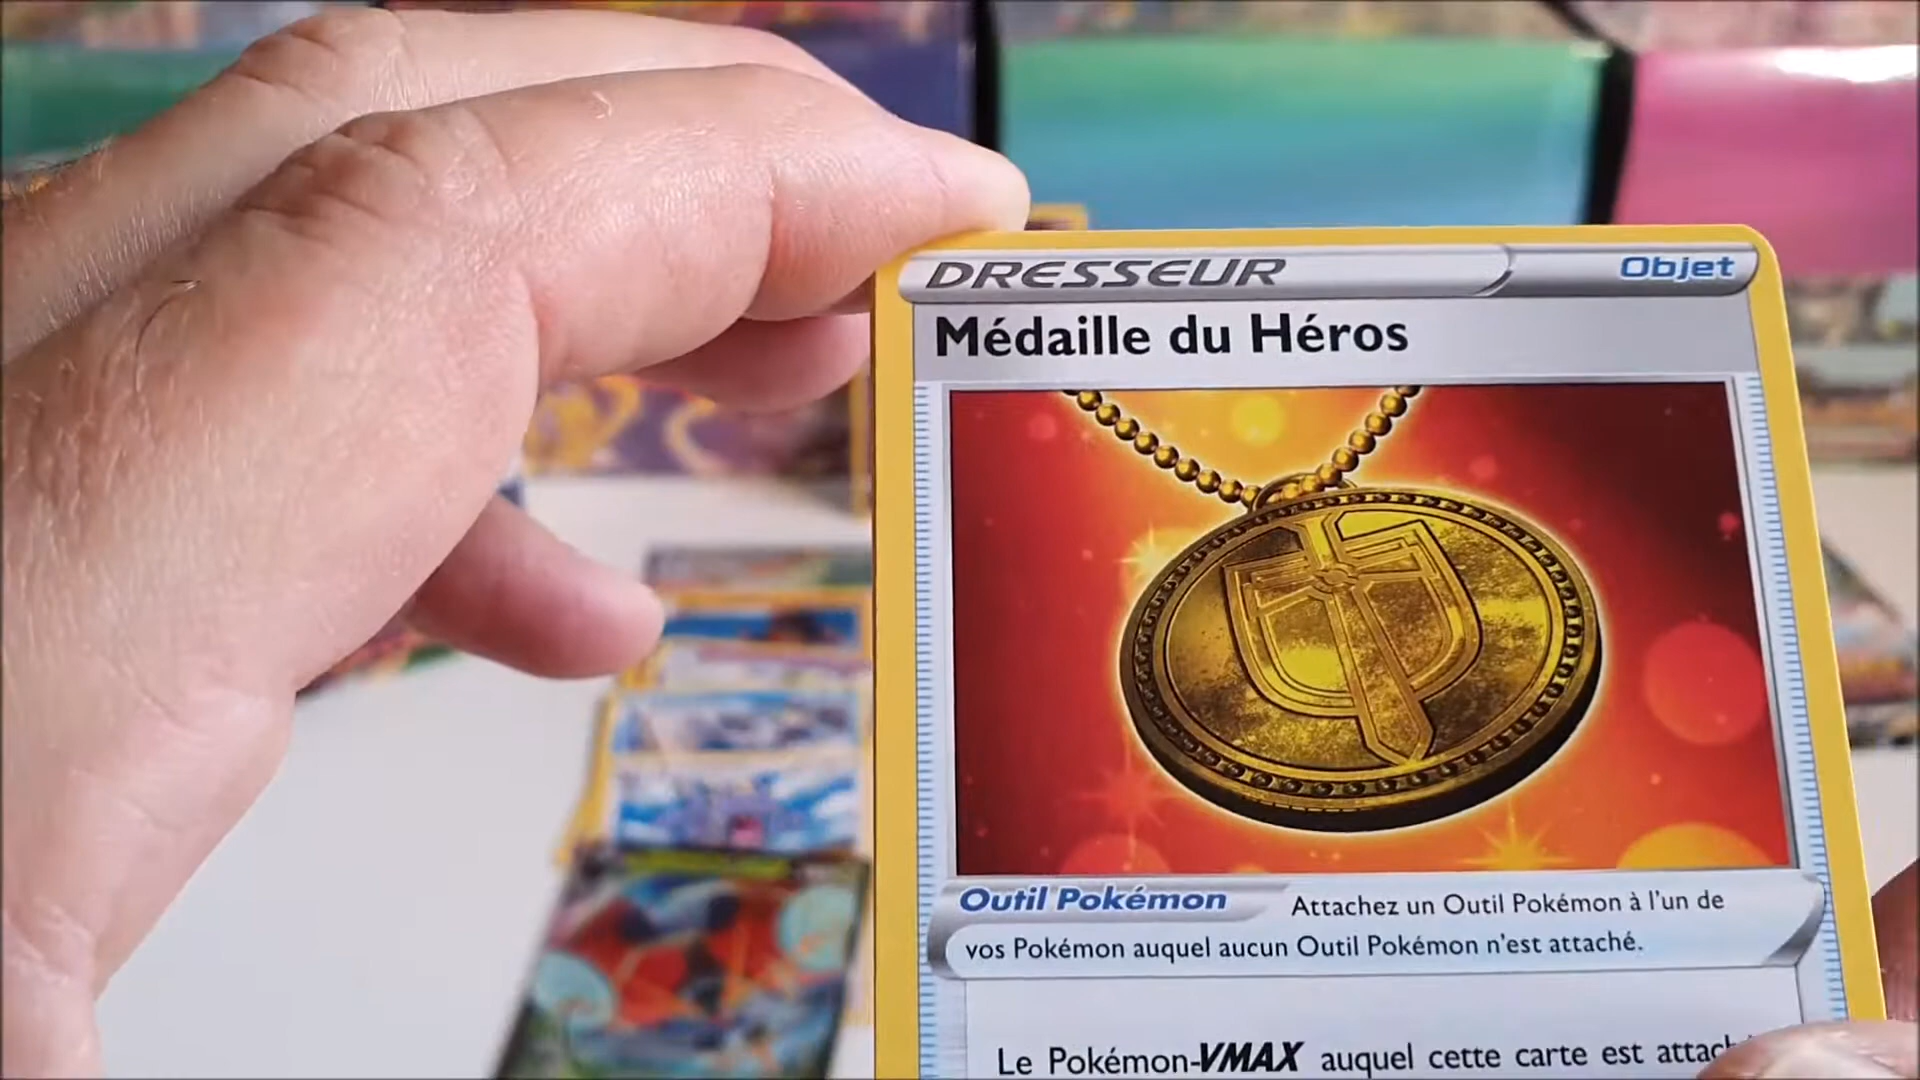 DRESSEUR
Objet
Médaille du Héros
Outil Pokémon Attachez un Outil Pokémon à l'un de
vos Pokémon auquel aucun Outil Pokémon n'est attaché.
Le Pokémon-VMAX auquel cette carte est